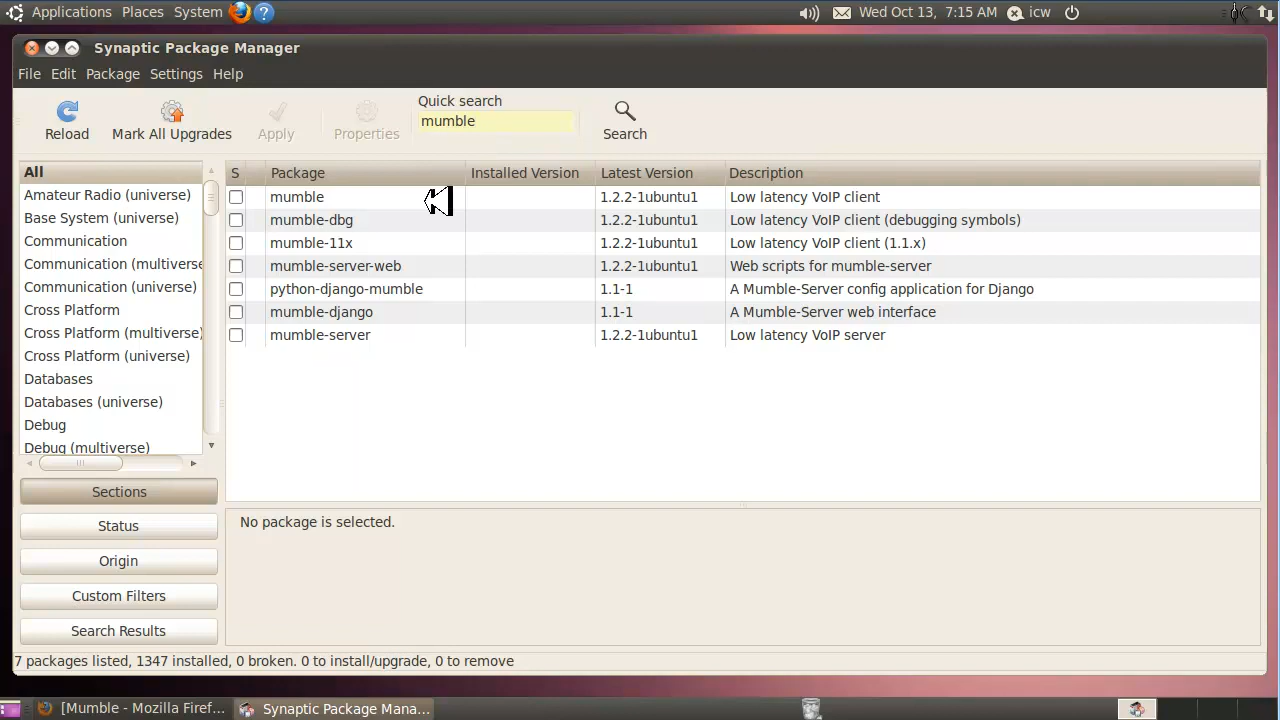 Applications Places System Wed Oct 13, 7:15 AM icw
Synaptic Package Manager
File Edit Package Settings Help
Reload Mark All Upgrades Apply Properties Quick search mumble Search
All
Amateur Radio (universe)
Base System (universe)
Communication
Communication (multiverse
Communication (universe)
Cross Platform
Cross Platform (multiverse)
Cross Platform (universe)
Databases
Databases (universe)
Debug
Debug (multiverse)
Sections
Status
Origin
Custom Filters
Search Results
S Package Installed Version Latest Version Description
mumble 1.2.2-1ubuntu1 Low latency VoIP client
mumble-dbg 1.2.2-1ubuntu1 Low latency VoIP client (debugging symbols)
mumble-11x 1.2.2-1ubuntu1 Low latency VoIP client (1.1.x)
mumble-server-web 1.2.2-1ubuntu1 Web scripts for mumble-server
python-django-mumble 1.1-1 A Mumble-Server config application for Django
mumble-django 1.1-1 A Mumble-Server web interface
mumble-server 1.2.2-1ubuntu1 Low latency VoIP server
No package is selected.
7 packages listed, 1347 installed, 0 broken. 0 to install/upgrade, 0 to remove
[Mumble - Mozilla Firef... Synaptic Package Mana...